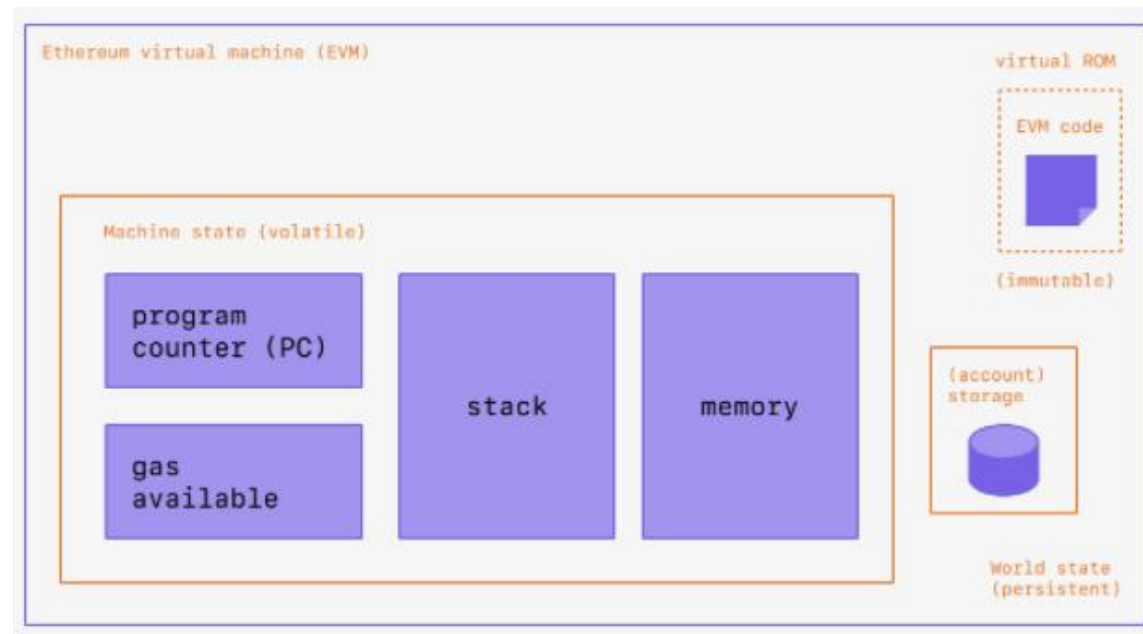 Ethereum virtual machine (EVM)
virtual ROM
EVM code
(immutable)
Machine state (volatile)
program
counter (PC)
gas
available
stack
memory
(account)
storage
World state
(persistent)